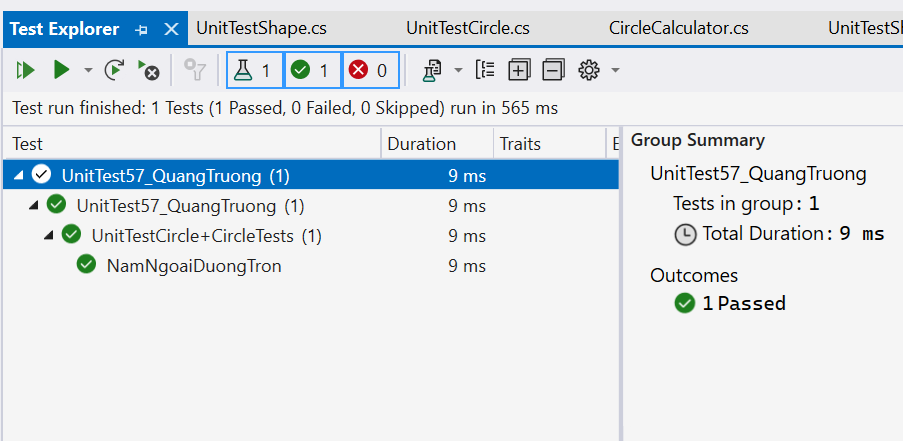 Test Explorer UnitTestShape.cs UnitTestCircle.cs CircleCalculator.cs UnitTestSh
1 1 0
Test run finished: 1 Tests (1 Passed, 0 Failed, 0 Skipped) run in 565 ms
Test Duration Traits E
UnitTest57_QuangTruong (1) 9 ms
UnitTest57_QuangTruong (1) 9 ms
UnitTestCircle+CircleTests (1) 9 ms
NamNgoaiDuongTron 9 ms
Group Summary
UnitTest57_QuangTruong
Tests in group: 1
Total Duration: 9 ms
Outcomes
1 Passed